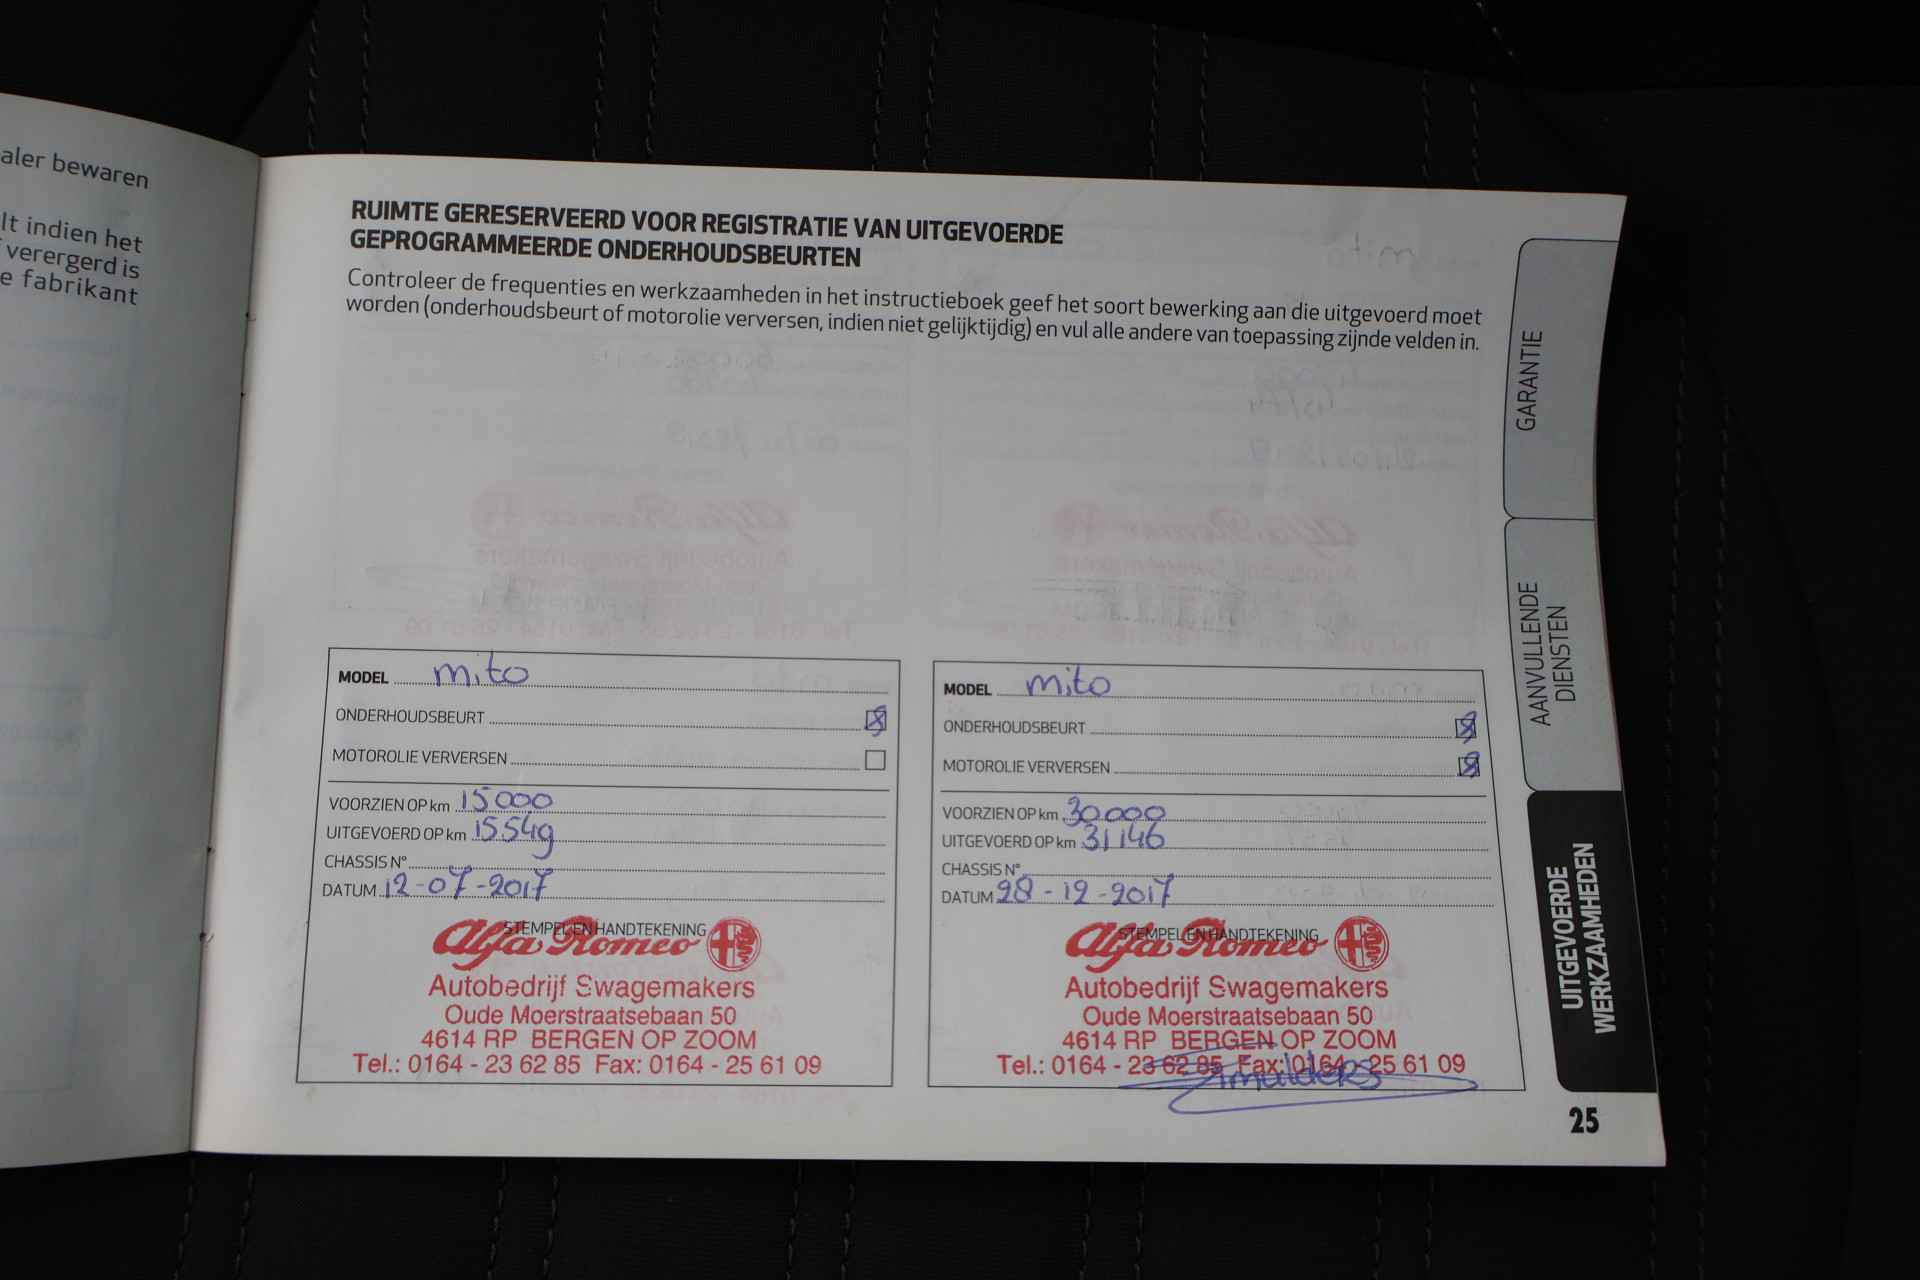 aler bewaren
lt indien het
verergerd is
e fabrikant
RUIMTE GERESERVEERD VOOR REGISTRATIE VAN UITGEVOERDE
GEPROGRAMMEERDE ONDERHOUDSBEURTEN
Controleer de frequenties en werkzaamheden in het instructieboek geef het soort bewerking aan die uitgevoerd moet
worden (onderhoudsbeurt of motorolie verversen, indien niet gelijktijdig) en vul alle andere van toepassing zijnde velden in.
MODEL mito
ONDERHOUDSBEURT
MOTOROLIE VERVERSEN
VOORZIEN OP km 15000
UITGEVOERD OP km 15549
CHASSIS N°
DATUM 12-07-2017
STEMPEL EN HANDTEKENING
Alfa Romeo
Autobedrijf Swagemakers
Oude Moerstraatsebaan 50
4614 RP BERGEN OP ZOOM
Tel.: 0164 - 23 62 85 Fax: 0164 - 25 61 09
MODEL mito
ONDERHOUDSBEURT
MOTOROLIE VERVERSEN
VOORZIEN OP km 30000
UITGEVOERD OP km 31146
CHASSIS N°
DATUM 28-12-2017
STEMPEL EN HANDTEKENING
Alfa Romeo
Autobedrijf Swagemakers
Oude Moerstraatsebaan 50
4614 RP BERGEN OP ZOOM
Tel.: 0164 - 23 62 85 Fax: 0164 - 25 61 09
GARANTIE
AANVULLENDE
DIENSTEN
UITGEVOERDE
WERKZAAMHEDEN
25